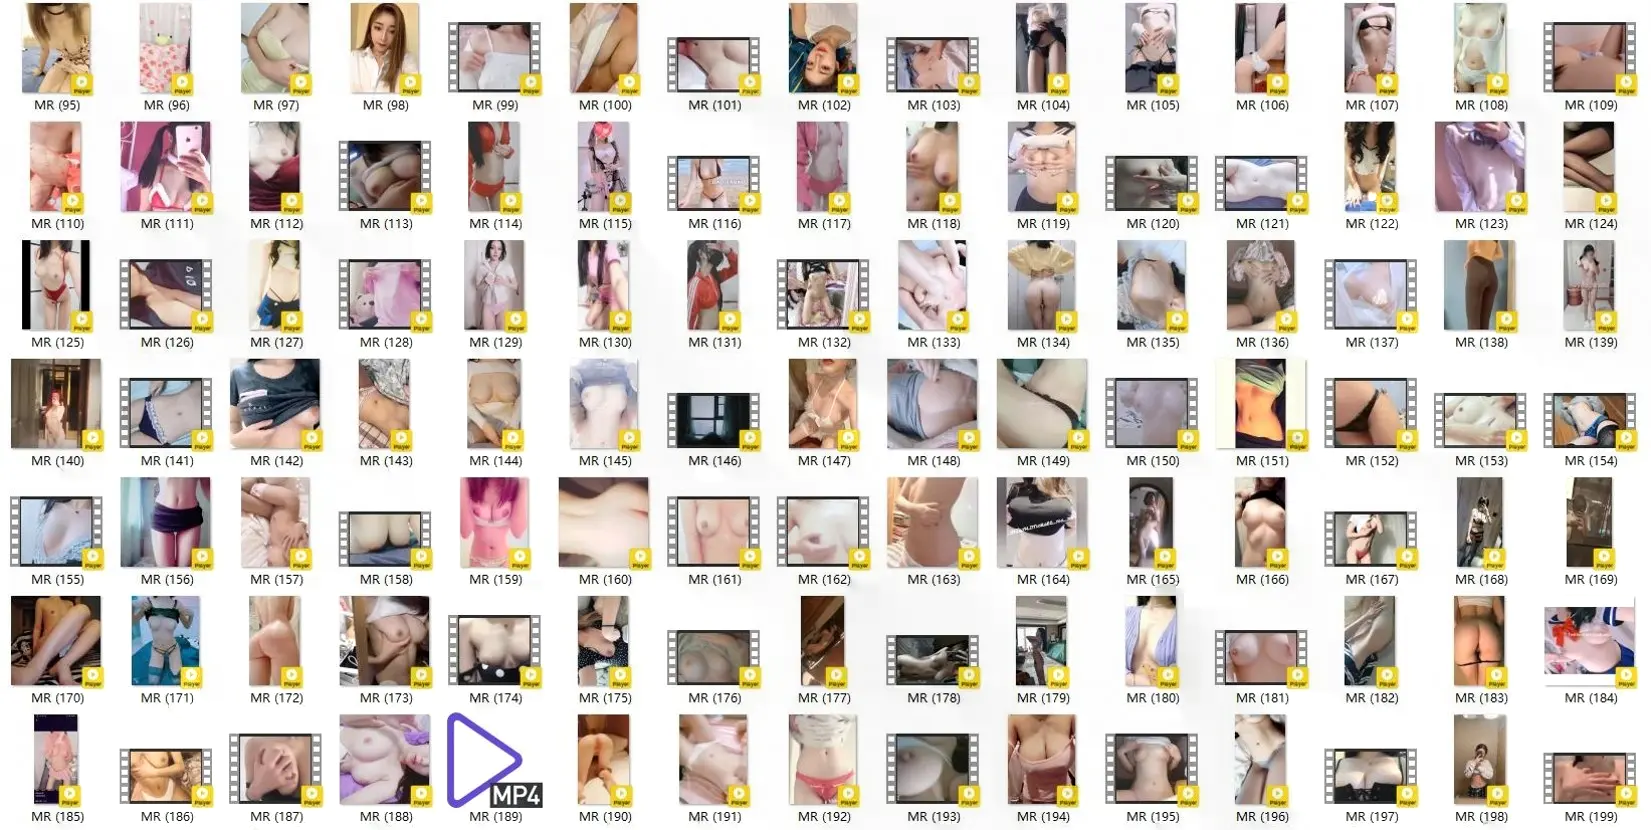 MR (95) MR (96) MR (97) MR (98) MR (99) MR (100) MR (101) MR (102) MR (103) MR (104) MR (105) MR (106) MR (107) MR (108) MR (109)
MR (110) MR (111) MR (112) MR (113) MR (114) MR (115) MR (116) MR (117) MR (118) MR (119) MR (120) MR (121) MR (122) MR (123) MR (124)
MR (125) MR (126) MR (127) MR (128) MR (129) MR (130) MR (131) MR (132) MR (133) MR (134) MR (135) MR (136) MR (137) MR (138) MR (139)
MR (140) MR (141) MR (142) MR (143) MR (144) MR (145) MR (146) MR (147) MR (148) MR (149) MR (150) MR (151) MR (152) MR (153) MR (154)
MR (155) MR (156) MR (157) MR (158) MR (159) MR (160) MR (161) MR (162) MR (163) MR (164) MR (165) MR (166) MR (167) MR (168) MR (169)
MR (170) MR (171) MR (172) MR (173) MR (174) MR (175) MR (176) MR (177) MR (178) MR (179) MR (180) MR (181) MR (182) MR (183) MR (184)
MP4
MR (185) MR (186) MR (187) MR (188) MR (189) MR (190) MR (191) MR (192) MR (193) MR (194) MR (195) MR (196) MR (197) MR (198) MR (199)